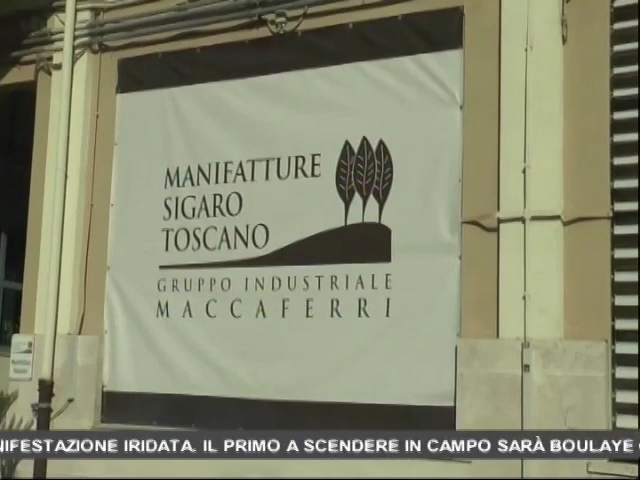 MANIFATTURE
SIGARO
TOSCANO
GRUPPO INDUSTRIALE
MACCAFERRI
NIFESTAZIONE IRIDATA. IL PRIMO A SCENDERE IN CAMPO SARÀ BOULAYE